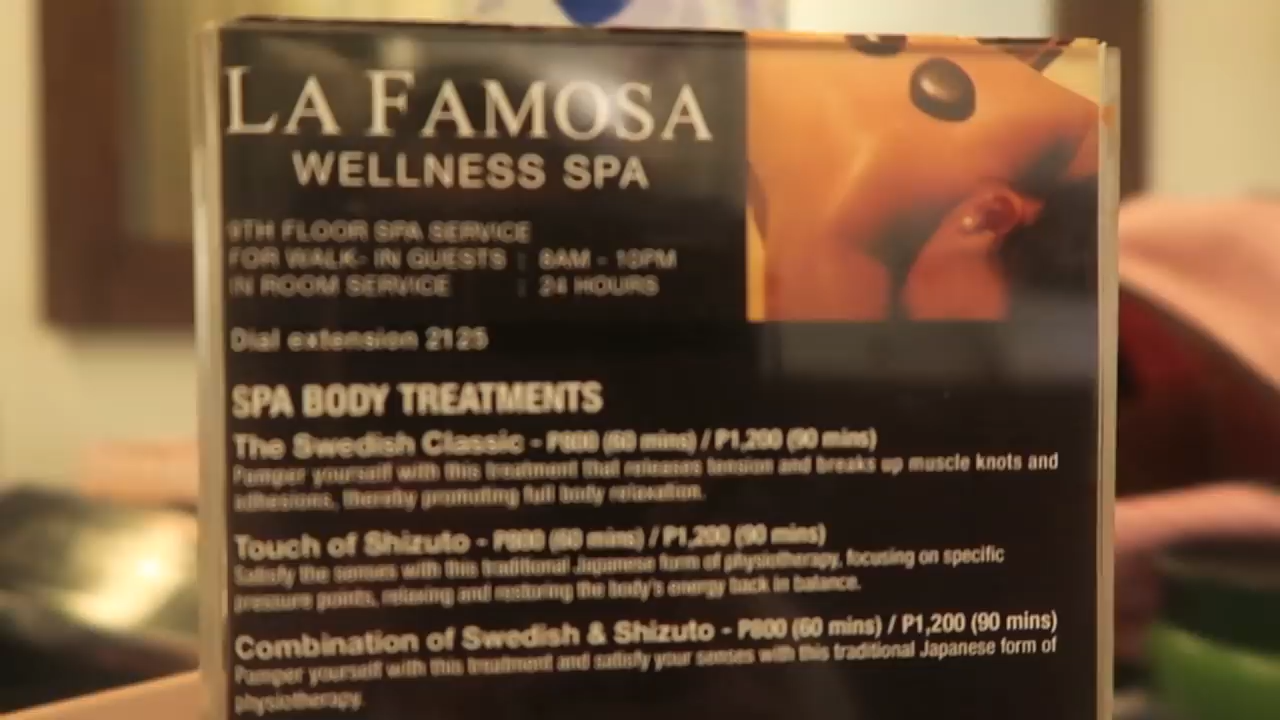 LA FAMOSA
WELLNESS SPA
9TH FLOOR SPA SERVICE
FOR WALK- IN GUESTS : 8AM - 10PM
IN ROOM SERVICE : 24 HOURS
Dial extension 2125
SPA BODY TREATMENTS
The Swedish Classic - P800 (60 mins) / P1,200 (90 mins)
Pamper yourself with this treatment that releases tension and breaks up muscle knots and
adhesions, thereby promoting full body relaxation.
Touch of Shizuto - P800 (60 mins) / P1,200 (90 mins)
Satisfy the senses with this traditional Japanese form of physiotherapy, focusing on specific
pressure points, relaxing and restoring the body's energy back in balance.
Combination of Swedish & Shizuto - P800 (60 mins) / P1,200 (90 mins)
Pamper yourself with this treatment and satisfy your senses with this traditional Japanese form of
physiotherapy.